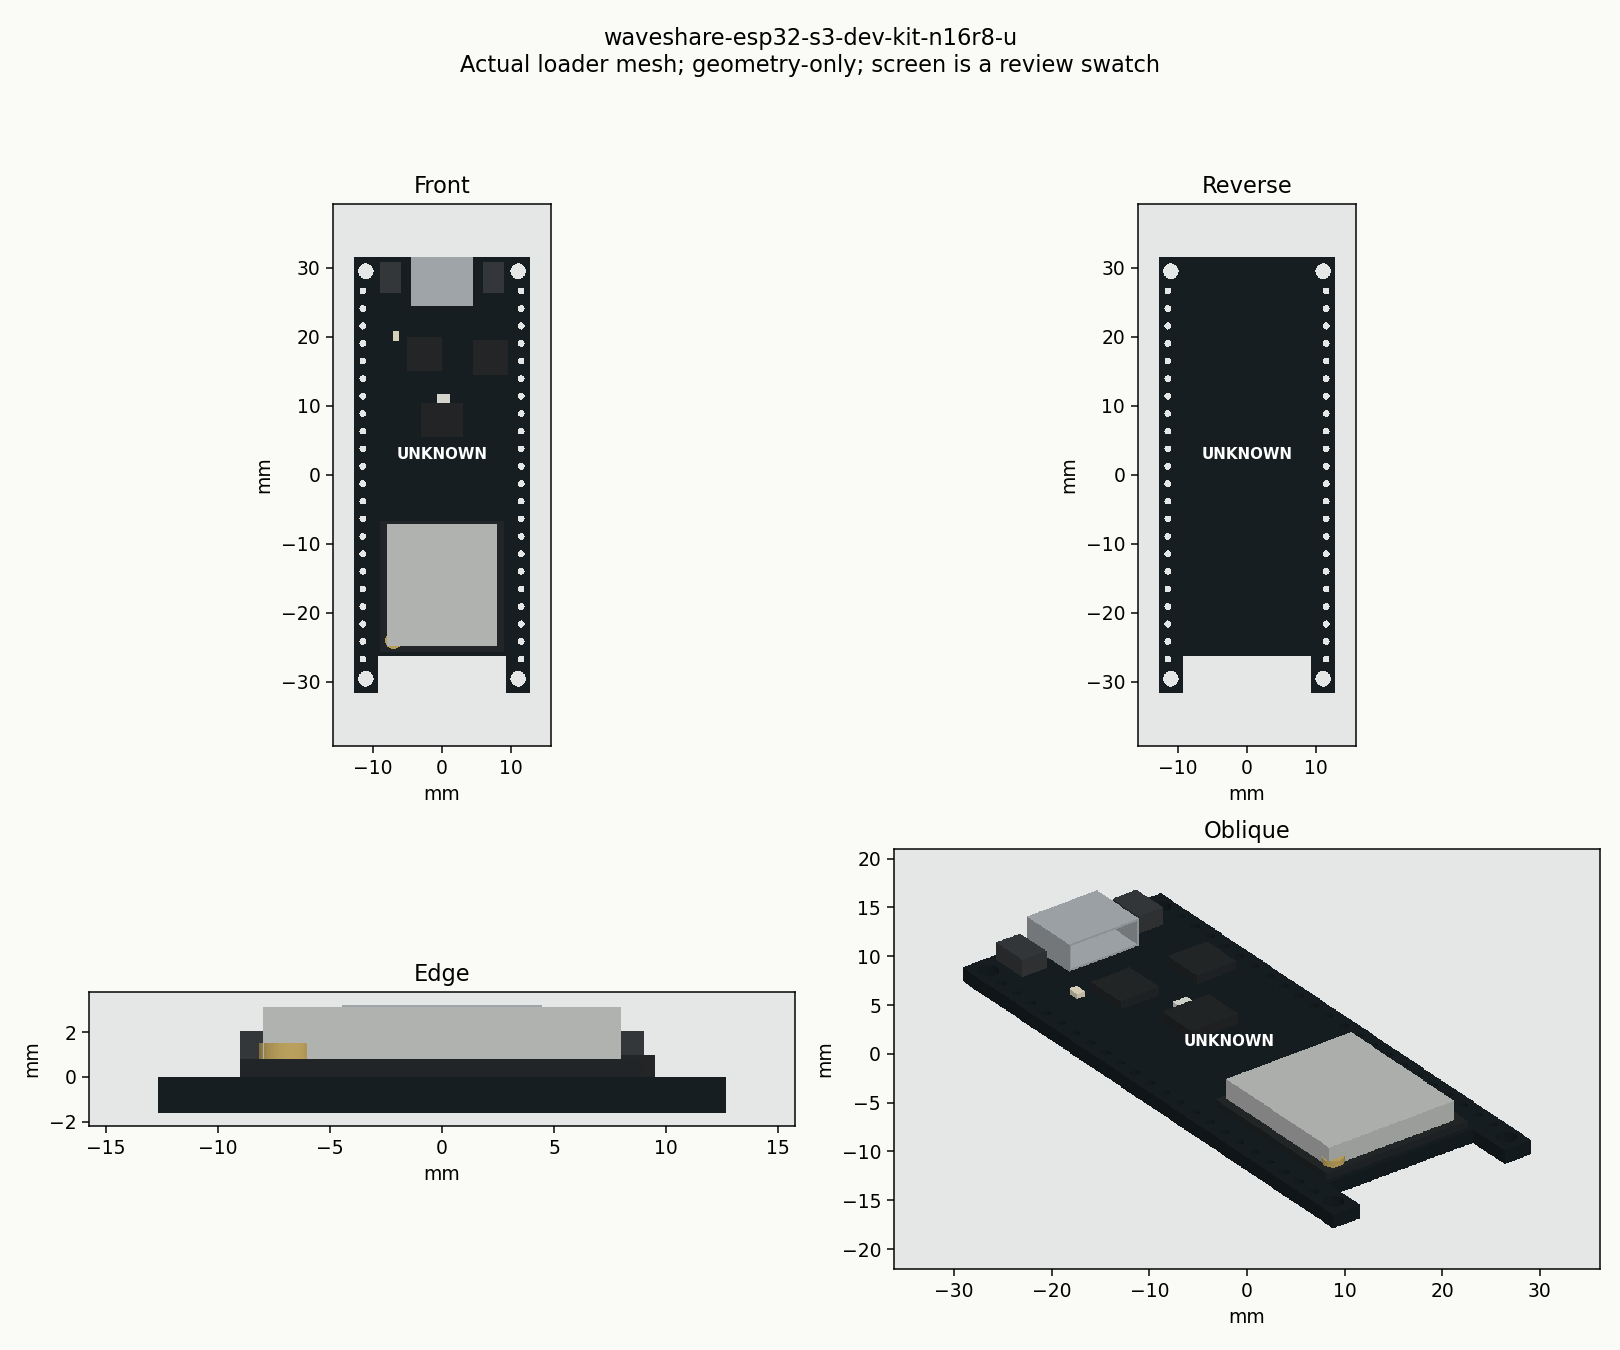 waveshare-esp32-s3-dev-kit-n16r8-u
Actual loader mesh; geometry-only; screen is a review swatch
Front
30
20
10
0
−10
−20
−30
mm
UNKNOWN
−10 0 10
mm
Reverse
30
20
10
0
−10
−20
−30
mm
UNKNOWN
−10 0 10
mm
Edge
2
0
−2
mm
−15 −10 −5 0 5 10 15
mm
Oblique
20
15
10
5
0
−5
−10
−15
−20
mm
UNKNOWN
−30 −20 −10 0 10 20 30
mm